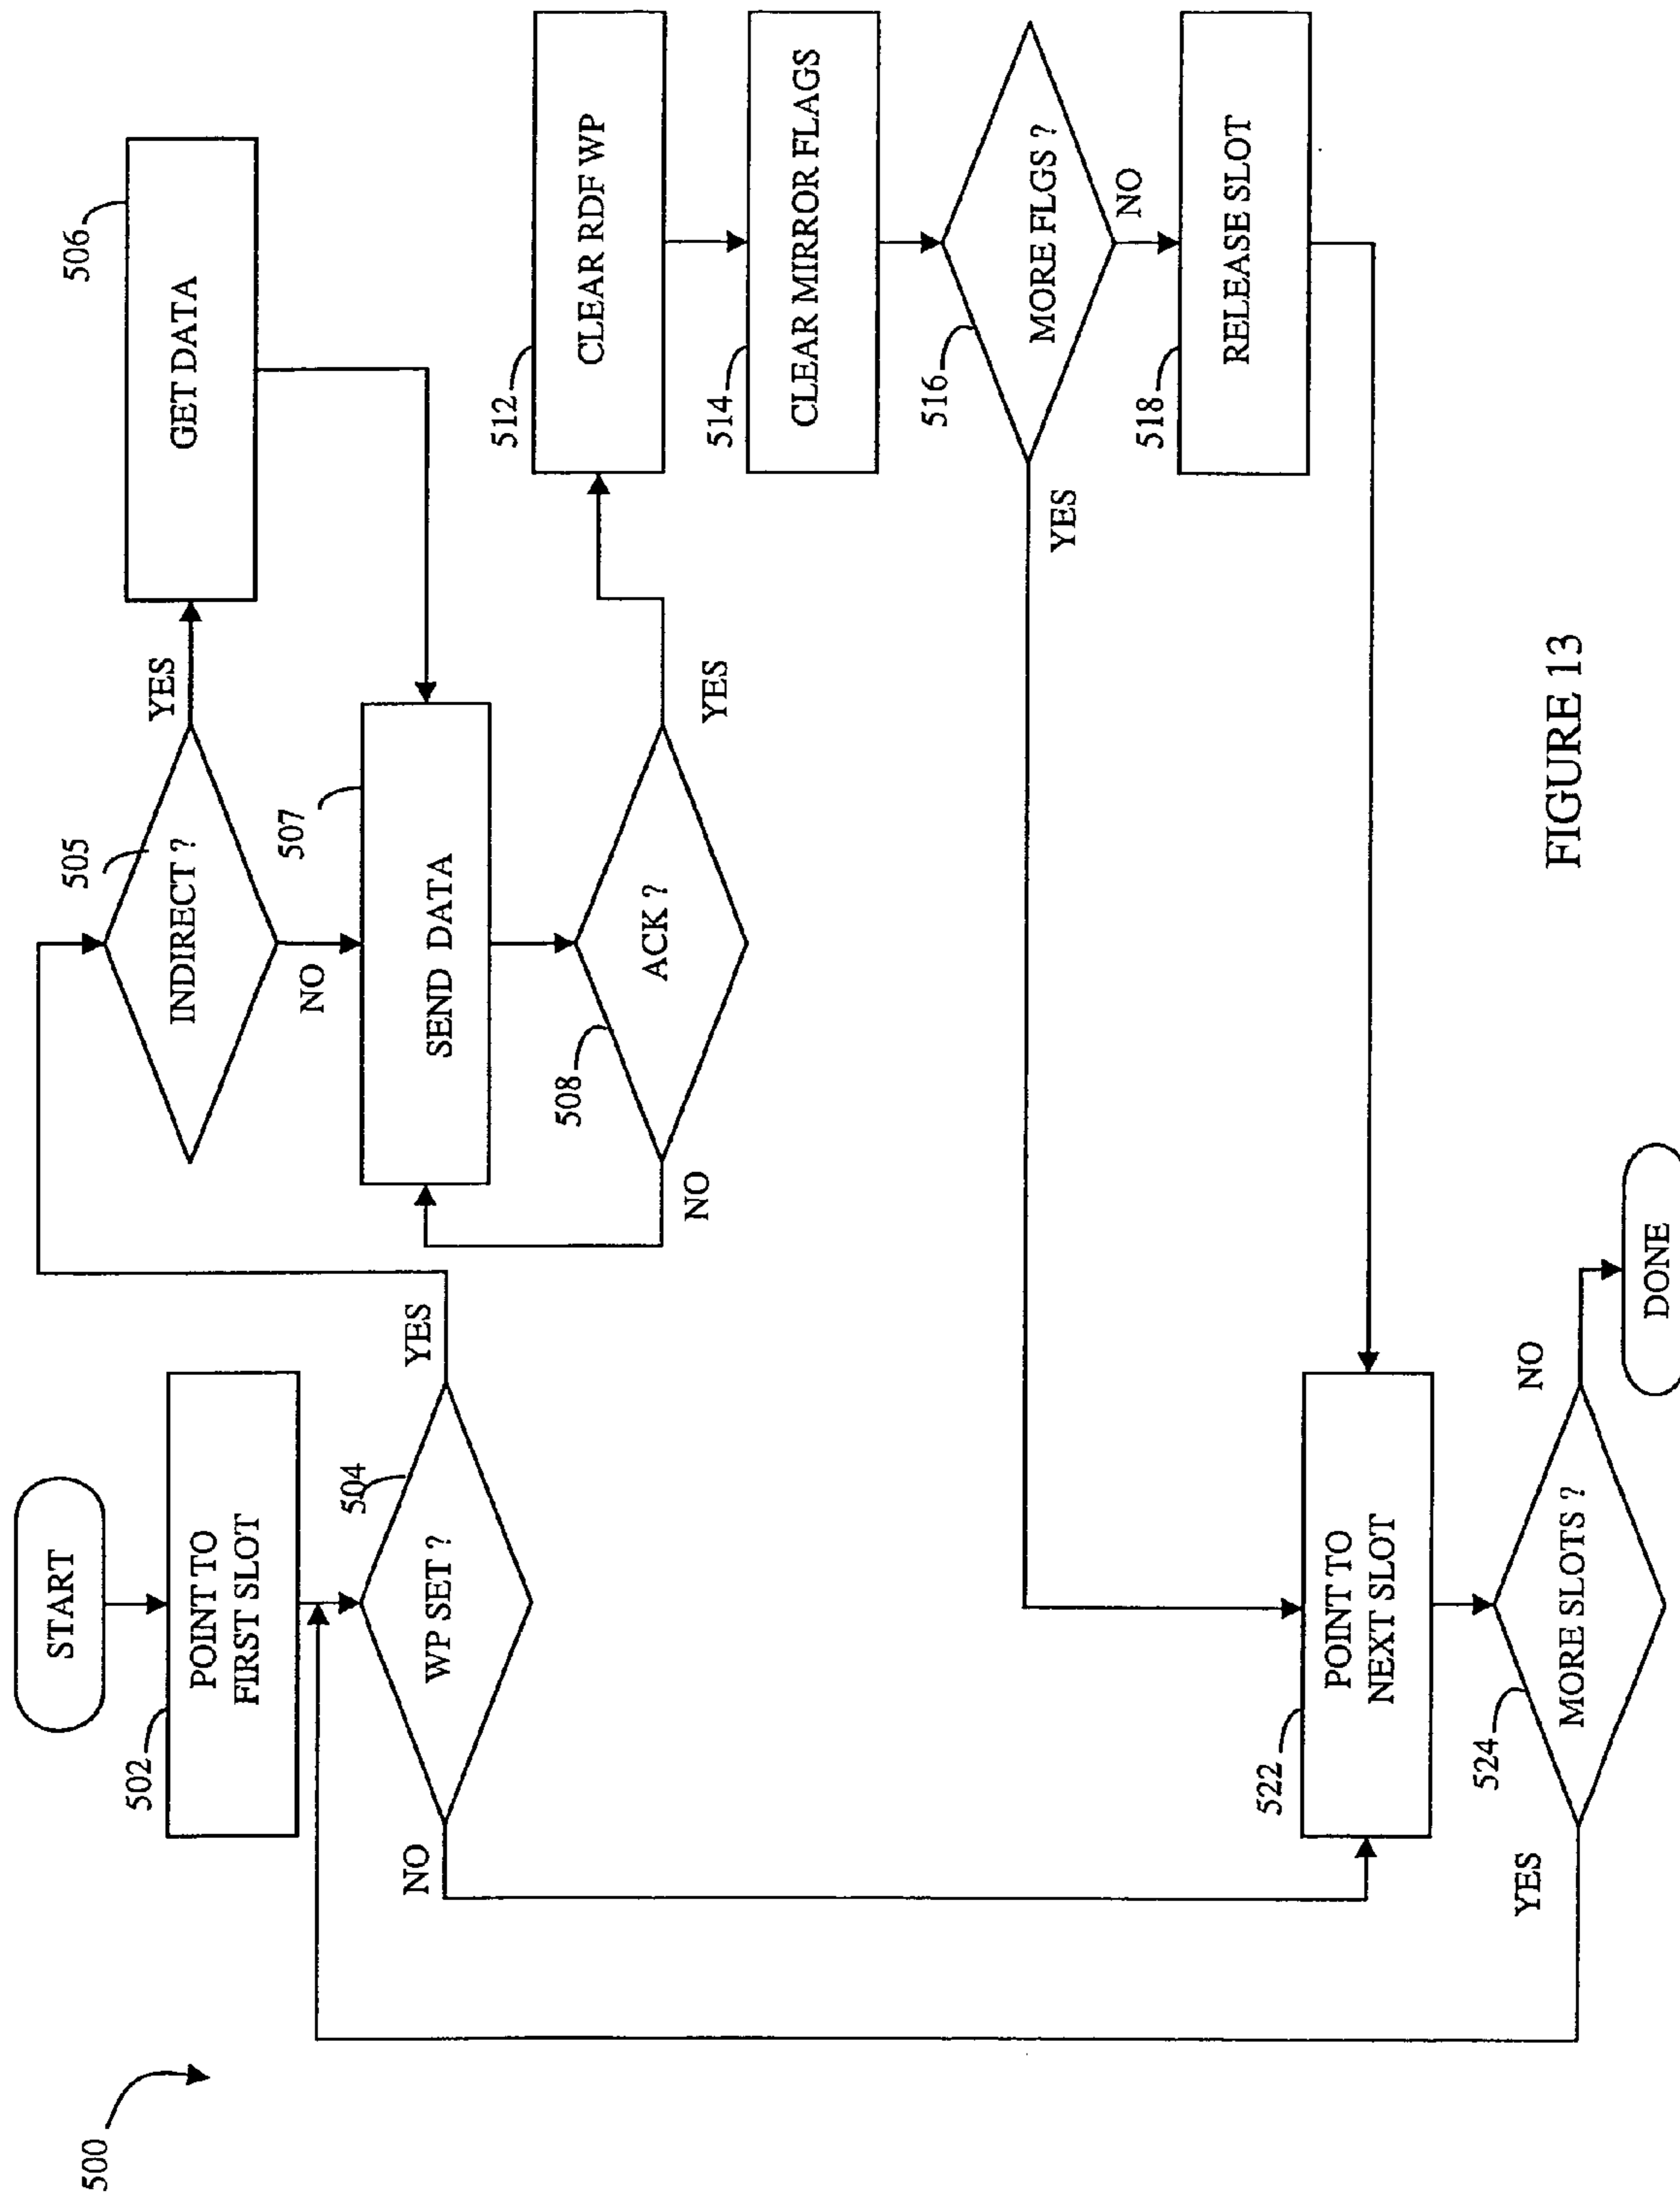 500
START
502
POINT TO
FIRST SLOT
504
WP SET ?
YES
NO
505
INDIRECT ?
YES
NO
506
GET DATA
507
SEND DATA
508
ACK ?
YES
NO
512
CLEAR RDF WP
514
CLEAR MIRROR FLAGS
516
MORE FLGS ?
YES
NO
518
RELEASE SLOT
522
POINT TO
NEXT SLOT
524
MORE SLOTS ?
YES
NO
DONE
FIGURE 13